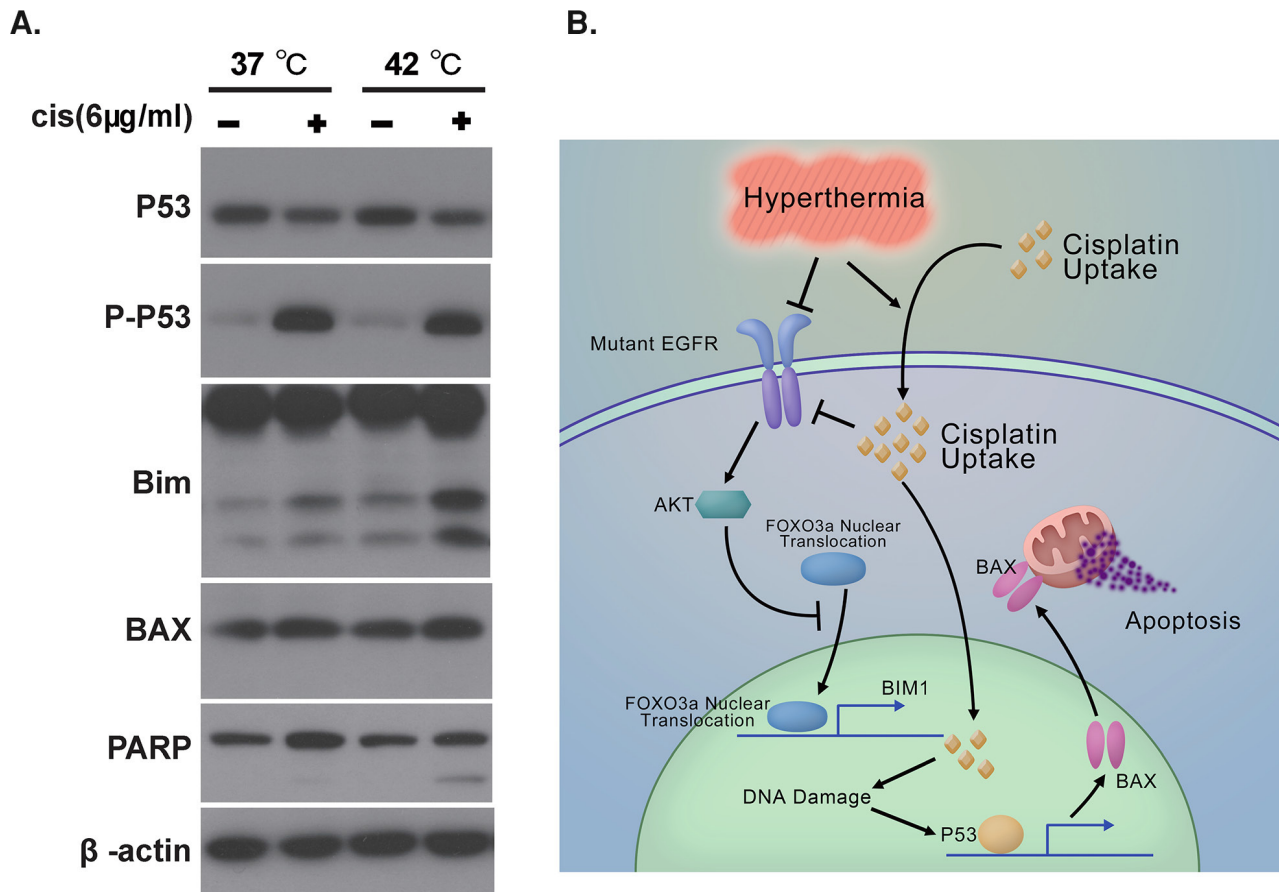 A.
37 °C 42 °C
cis(6µg/ml) − + − +
P53
P-P53
Bim
BAX
PARP
β -actin
B.
Hyperthermia
Cisplatin
Uptake
Mutant EGFR
Cisplatin
Uptake
AKT
FOXO3a Nuclear
Translocation
BAX
Apoptosis
FOXO3a Nuclear
Translocation
BIM1
DNA Damage
P53
BAX